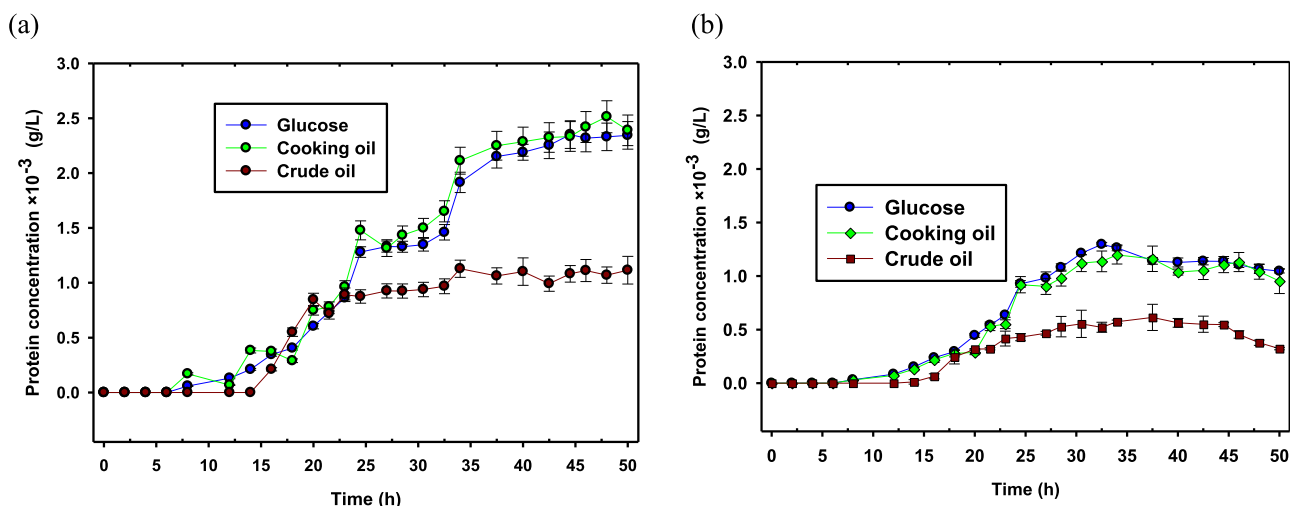 (a)
Protein concentration ×10⁻³ (g/L)
3.0
2.5
2.0
1.5
1.0
0.5
0.0
Glucose
Cooking oil
Crude oil
0 5 10 15 20 25 30 35 40 45 50
Time (h)
(b)
Protein concentration ×10⁻³ (g/L)
3.0
2.5
2.0
1.5
1.0
0.5
0.0
Glucose
Cooking oil
Crude oil
0 5 10 15 20 25 30 35 40 45 50
Time (h)